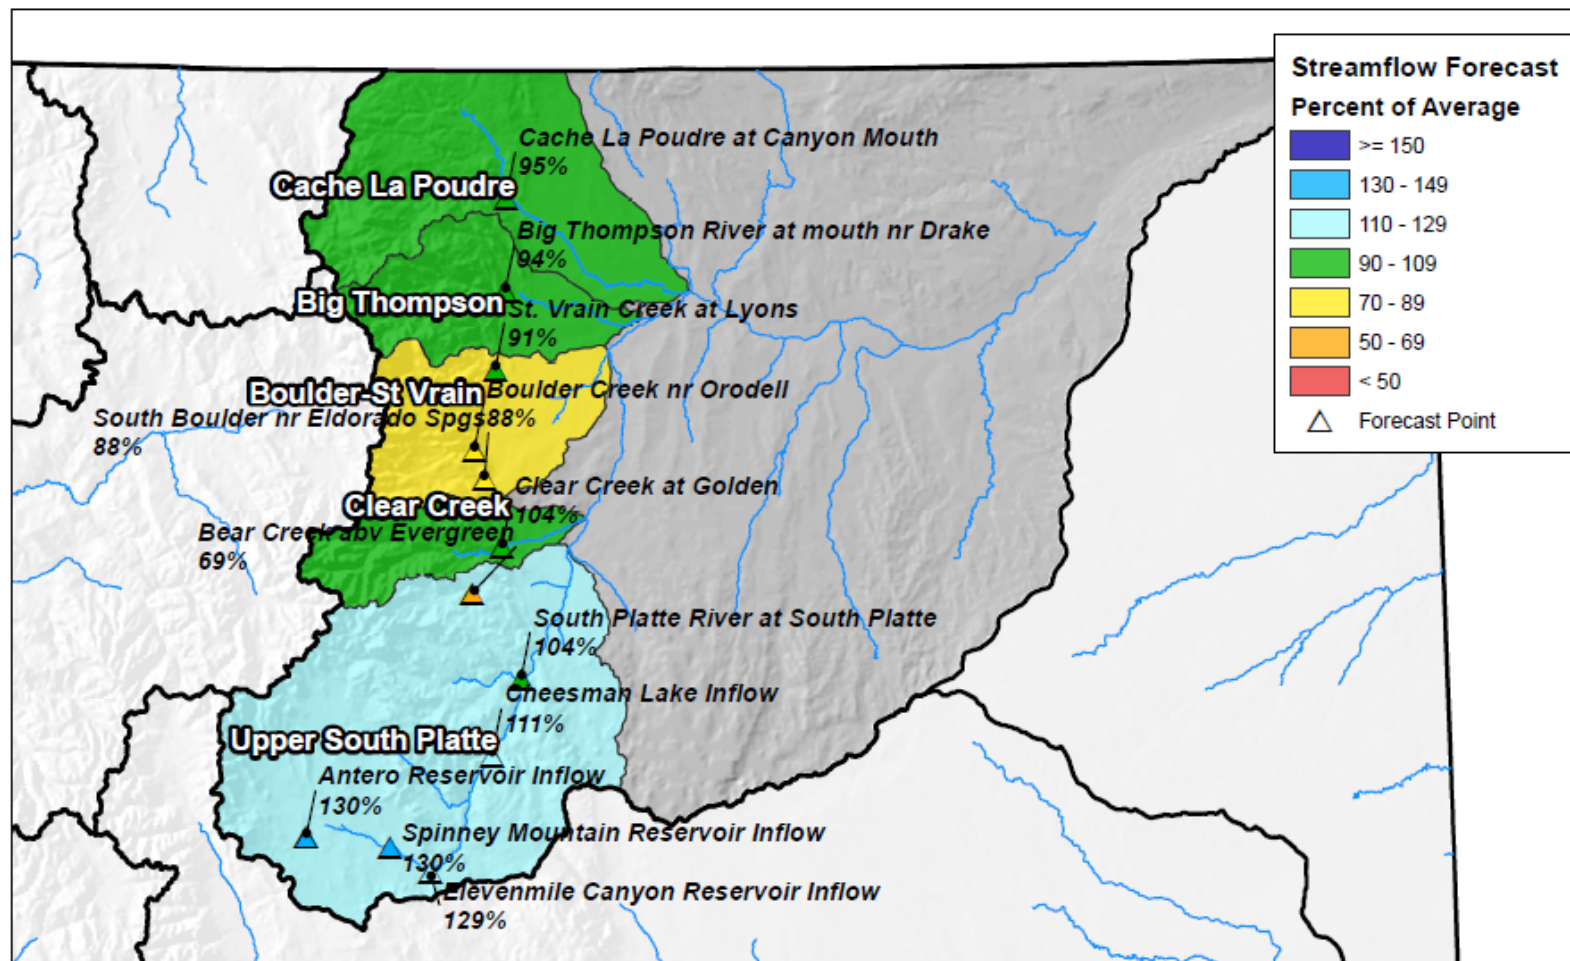 Streamflow Forecast
Percent of Average
>= 150
130 - 149
110 - 129
90 - 109
70 - 89
50 - 69
< 50
Forecast Point
Cache La Poudre at Canyon Mouth
95%
Cache La Poudre
Big Thompson River at mouth nr Drake
94%
Big Thompson
St. Vrain Creek at Lyons
91%
Boulder-St Vrain
Boulder Creek nr Orodell
88%
South Boulder nr Eldorado Spgs
88%
Clear Creek at Golden
104%
Clear Creek
Bear Creek abv Evergreen
69%
South Platte River at South Platte
104%
Cheesman Lake Inflow
111%
Upper South Platte
Antero Reservoir Inflow
130%
Spinney Mountain Reservoir Inflow
130%
Elevenmile Canyon Reservoir Inflow
129%